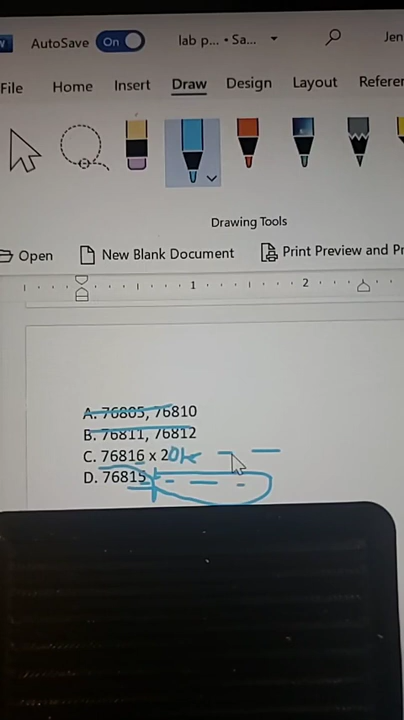 W AutoSave On lab p... • Sa... Jen
File Home Insert Draw Design Layout Referen
Drawing Tools
Open New Blank Document Print Preview and Pr
1 2
A. 76805, 76810
B. 76811, 76812
C. 76816 x 2 OK
D. 76815